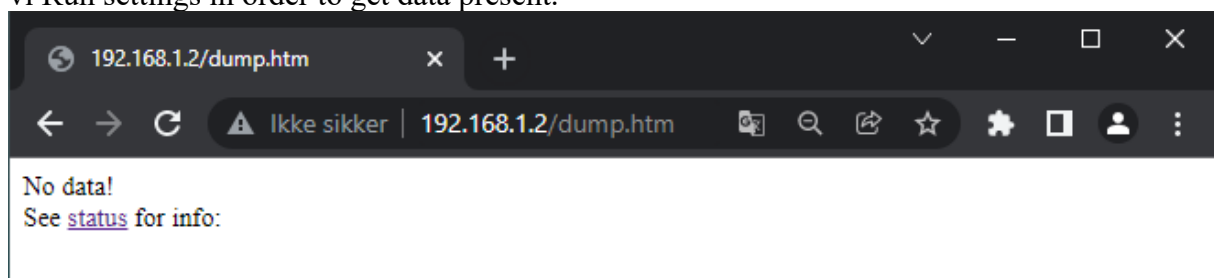 vi Run settings in order to get data present.
192.168.1.2/dump.htm
Ikke sikker | 192.168.1.2/dump.htm
No data!
See status for info: